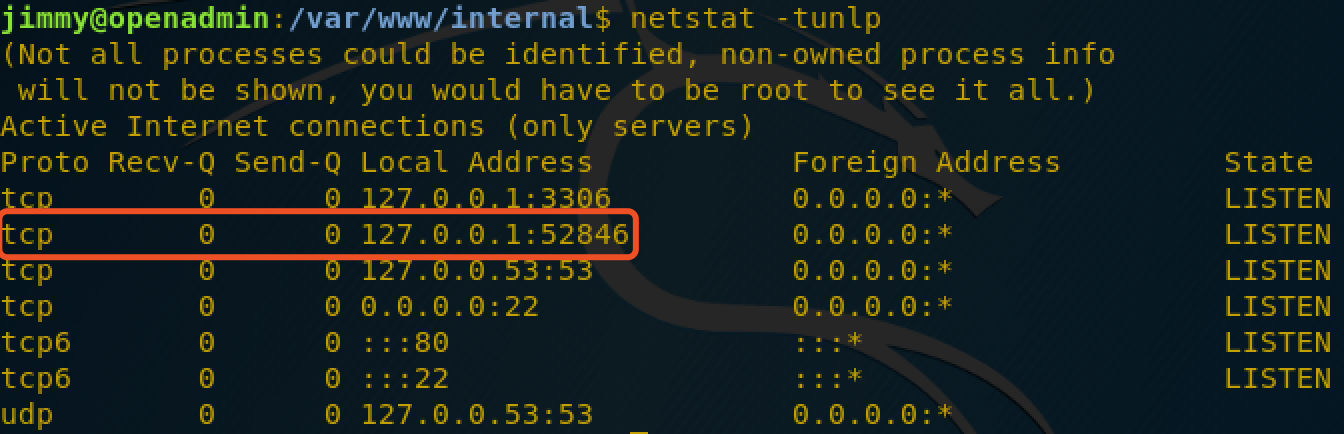 jimmy@openadmin:/var/www/internal$ netstat -tunlp
(Not all processes could be identified, non-owned process info
 will not be shown, you would have to be root to see it all.)
Active Internet connections (only servers)
Proto Recv-Q Send-Q Local Address           Foreign Address         State
tcp        0      0 127.0.0.1:3306          0.0.0.0:*               LISTEN
tcp        0      0 127.0.0.1:52846         0.0.0.0:*               LISTEN
tcp        0      0 127.0.0.53:53           0.0.0.0:*               LISTEN
tcp        0      0 0.0.0.0:22              0.0.0.0:*               LISTEN
tcp6       0      0 :::80                   :::*                    LISTEN
tcp6       0      0 :::22                   :::*                    LISTEN
udp        0      0 127.0.0.53:53           0.0.0.0:*